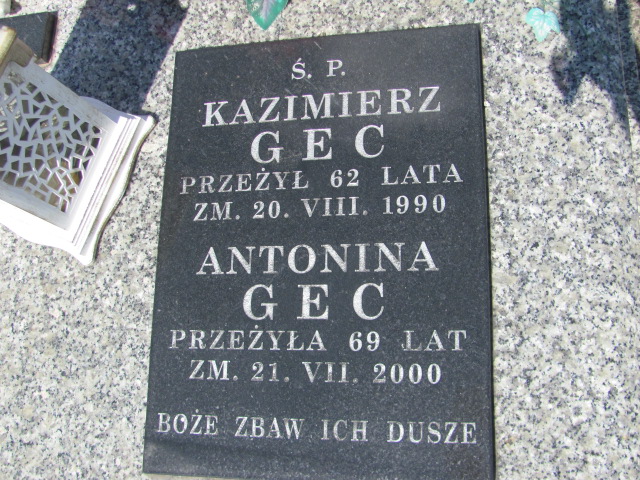 Ś. P.
KAZIMIERZ
GEC
PRZEŻYŁ 62 LATA
ZM. 20. VIII. 1990
ANTONINA
GEC
PRZEŻYŁA 69 LAT
ZM. 21. VII. 2000
BOŻE ZBAW ICH DUSZE